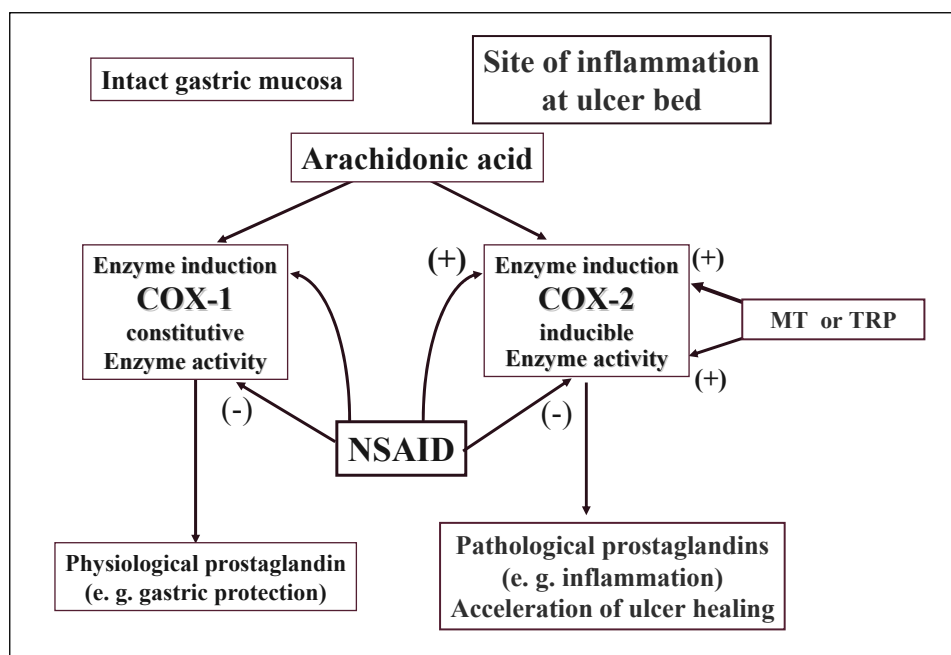 Intact gastric mucosa
Site of inflammation
at ulcer bed
Arachidonic acid
Enzyme induction
COX-1
constitutive
Enzyme activity
(+)
Enzyme induction
COX-2
inducible
Enzyme activity
(+)
MT or TRP
(+)
(-)
NSAID
(-)
Physiological prostaglandin
(e. g. gastric protection)
Pathological prostaglandins
(e. g. inflammation)
Acceleration of ulcer healing